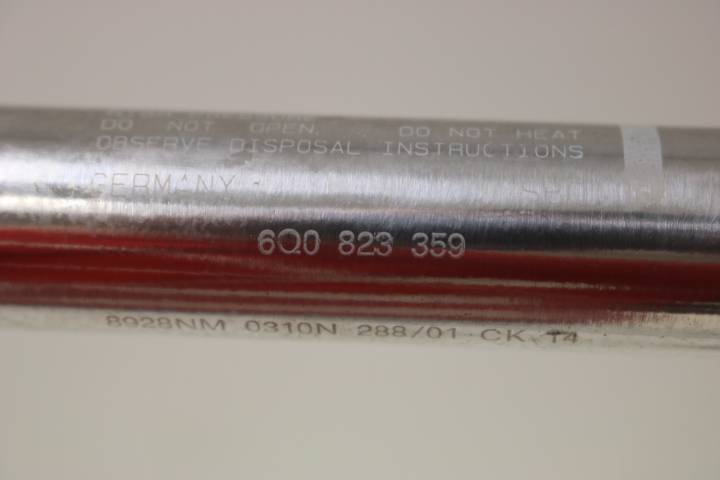 DO NOT OPEN. DO NOT HEAT
OBSERVE DISPOSAL INSTRUCTIONS
GERMANY
6Q0 823 359
8928NM 0310N 288/01 CK T4